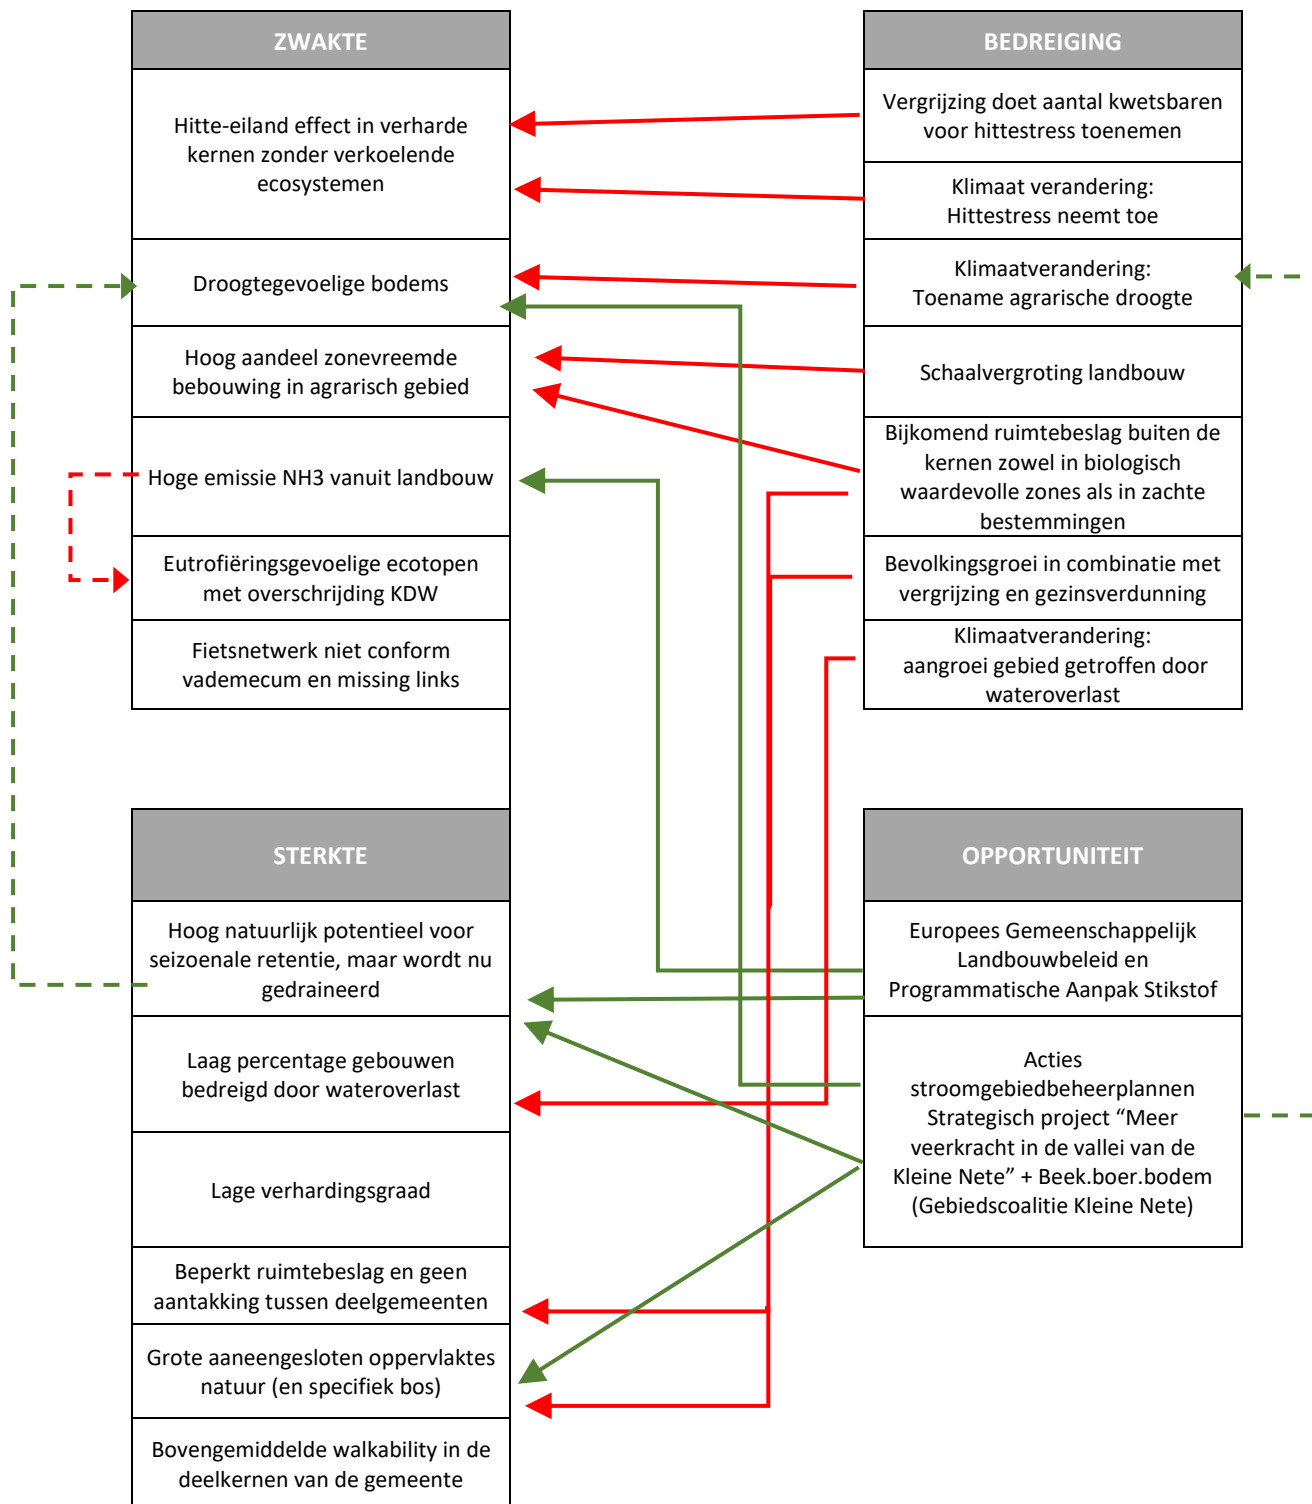 ZWAKTE
Hitte-eiland effect in verharde
kernen zonder verkoelende
ecosystemen
Droogtegevoelige bodems
Hoog aandeel zonevreemde
bebouwing in agrarisch gebied
Hoge emissie NH3 vanuit landbouw
Eutrofiëringsgevoelige ecotopen
met overschrijding KDW
Fietsnetwerk niet conform
vademecum en missing links
BEDREIGING
Vergrijzing doet aantal kwetsbaren
voor hittestress toenemen
Klimaat verandering:
Hittestress neemt toe
Klimaatverandering:
Toename agrarische droogte
Schaalvergroting landbouw
Bijkomend ruimtebeslag buiten de
kernen zowel in biologisch
waardevolle zones als in zachte
bestemmingen
Bevolkingsgroei in combinatie met
vergrijzing en gezinsverdunning
Klimaatverandering:
aangroei gebied getroffen door
wateroverlast
STERKTE
Hoog natuurlijk potentieel voor
seizoenale retentie, maar wordt nu
gedraineerd
Laag percentage gebouwen
bedreigd door wateroverlast
Lage verhardingsgraad
Beperkt ruimtebeslag en geen
aantakking tussen deelgemeenten
Grote aaneengesloten oppervlaktes
natuur (en specifiek bos)
Bovengemiddelde walkability in de
deelkernen van de gemeente
OPPORTUNITEIT
Europees Gemeenschappelijk
Landbouwbeleid en
Programmatische Aanpak Stikstof
Acties
stroomgebiedbeheerplannen
Strategisch project “Meer
veerkracht in de vallei van de
Kleine Nete” + Beek.boer.bodem
(Gebiedscoalitie Kleine Nete)